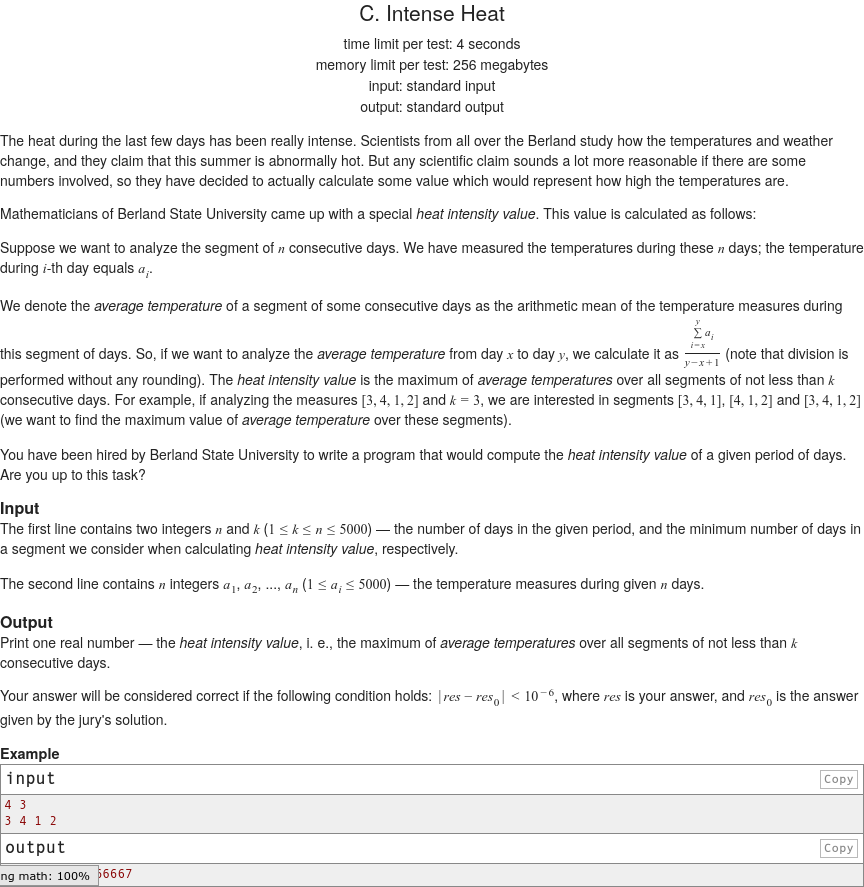 C. Intense Heat
time limit per test: 4 seconds
memory limit per test: 256 megabytes
input: standard input
output: standard output
The heat during the last few days has been really intense. Scientists from all over the Berland study how the temperatures and weather
change, and they claim that this summer is abnormally hot. But any scientific claim sounds a lot more reasonable if there are some
numbers involved, so they have decided to actually calculate some value which would represent how high the temperatures are.
Mathematicians of Berland State University came up with a special heat intensity value. This value is calculated as follows:
Suppose we want to analyze the segment of n consecutive days. We have measured the temperatures during these n days; the temperature
during i-th day equals a_i.
We denote the average temperature of a segment of some consecutive days as the arithmetic mean of the temperature measures during
this segment of days. So, if we want to analyze the average temperature from day x to day y, we calculate it as \frac{\sum_{i=x}^{y} a_i}{y-x+1} (note that division is
performed without any rounding). The heat intensity value is the maximum of average temperatures over all segments of not less than k
consecutive days. For example, if analyzing the measures [3, 4, 1, 2] and k = 3, we are interested in segments [3, 4, 1], [4, 1, 2] and [3, 4, 1, 2]
(we want to find the maximum value of average temperature over these segments).
You have been hired by Berland State University to write a program that would compute the heat intensity value of a given period of days.
Are you up to this task?
Input
The first line contains two integers n and k (1 ≤ k ≤ n ≤ 5000) — the number of days in the given period, and the minimum number of days in
a segment we consider when calculating heat intensity value, respectively.
The second line contains n integers a_1, a_2, ..., a_n (1 ≤ a_i ≤ 5000) — the temperature measures during given n days.
Output
Print one real number — the heat intensity value, i. e., the maximum of average temperatures over all segments of not less than k
consecutive days.
Your answer will be considered correct if the following condition holds: |res − res_0| < 10^{−6}, where res is your answer, and res_0 is the answer
given by the jury's solution.
Example
input
Copy
4 3
3 4 1 2
output
Copy
ng math: 100% 66667